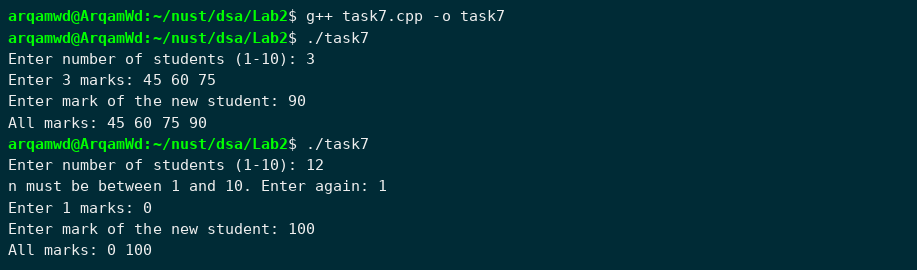 arqamwd@ArqamWd:~/nust/dsa/Lab2$ g++ task7.cpp -o task7
arqamwd@ArqamWd:~/nust/dsa/Lab2$ ./task7
Enter number of students (1-10): 3
Enter 3 marks: 45 60 75
Enter mark of the new student: 90
All marks: 45 60 75 90
arqamwd@ArqamWd:~/nust/dsa/Lab2$ ./task7
Enter number of students (1-10): 12
n must be between 1 and 10. Enter again: 1
Enter 1 marks: 0
Enter mark of the new student: 100
All marks: 0 100